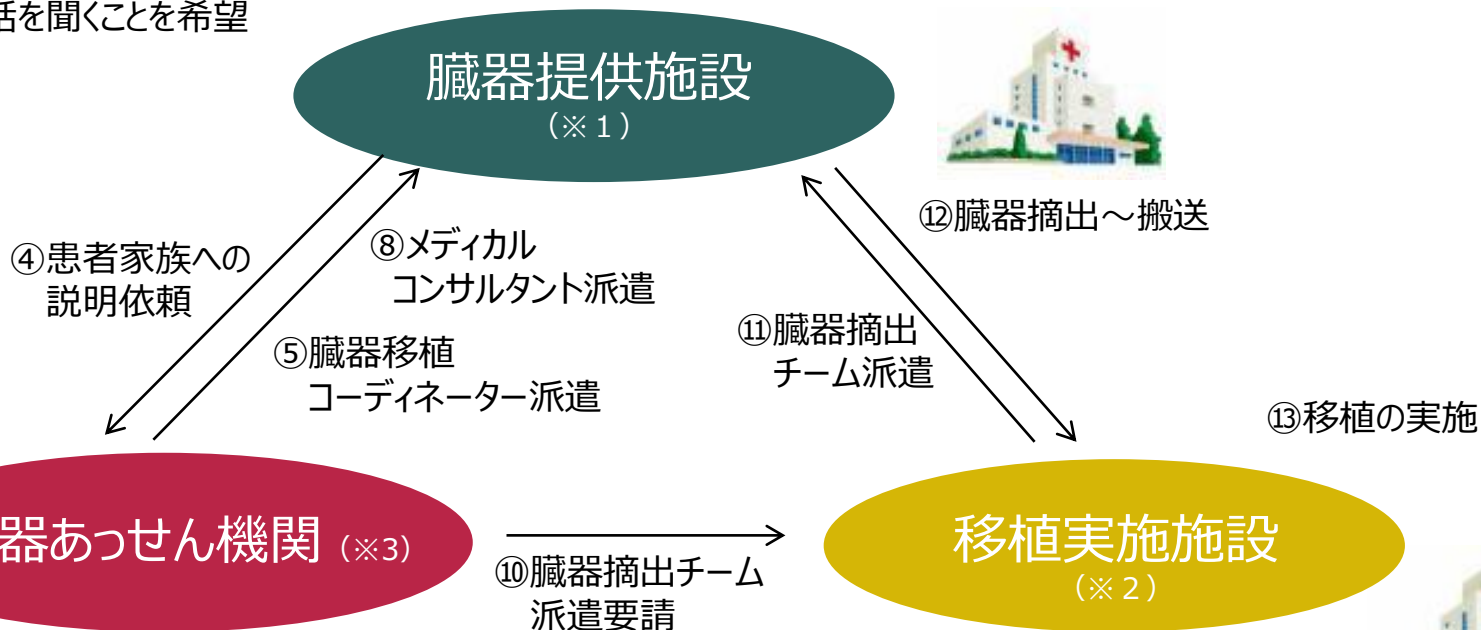 話を聞くことを希望
臓器提供施設
（※１）
⑫臓器摘出～搬送
④患者家族への
説明依頼
⑧メディカル
コンサルタント派遣
⑤臓器移植
コーディネーター派遣
⑪臓器摘出
チーム派遣
⑬移植の実施
器あっせん機関（※3）
⑩臓器摘出チーム
派遣要請
移植実施施設
（※２）